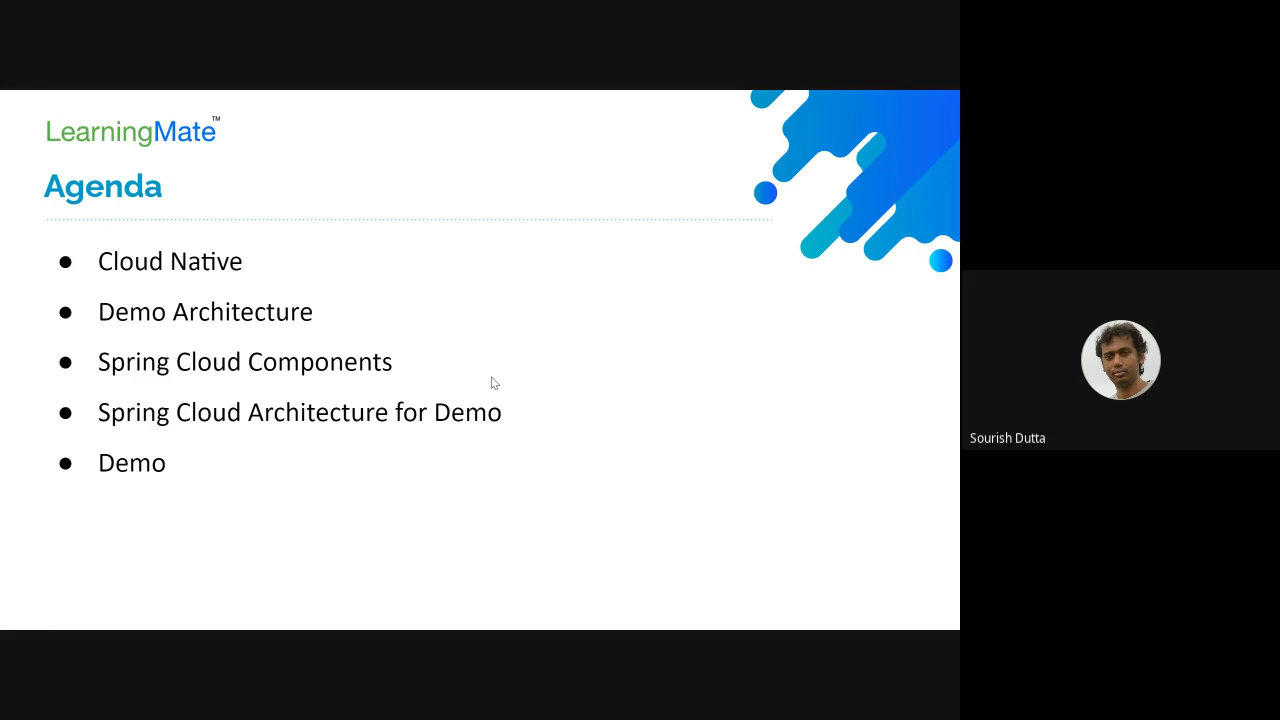 LearningMate™
Agenda
● Cloud Native
● Demo Architecture
● Spring Cloud Components
● Spring Cloud Architecture for Demo
● Demo
Sourish Dutta